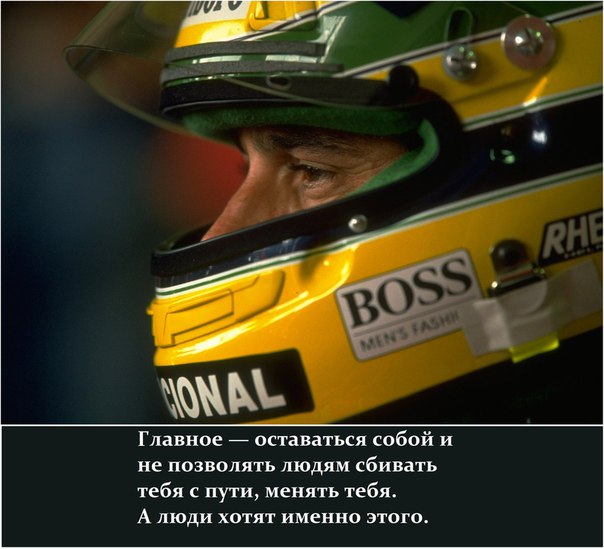 BOSS
MEN'S FASHI
RHE
CIONAL
Главное — оставаться собой и
не позволять людям сбивать
тебя с пути, менять тебя.
А люди хотят именно этого.